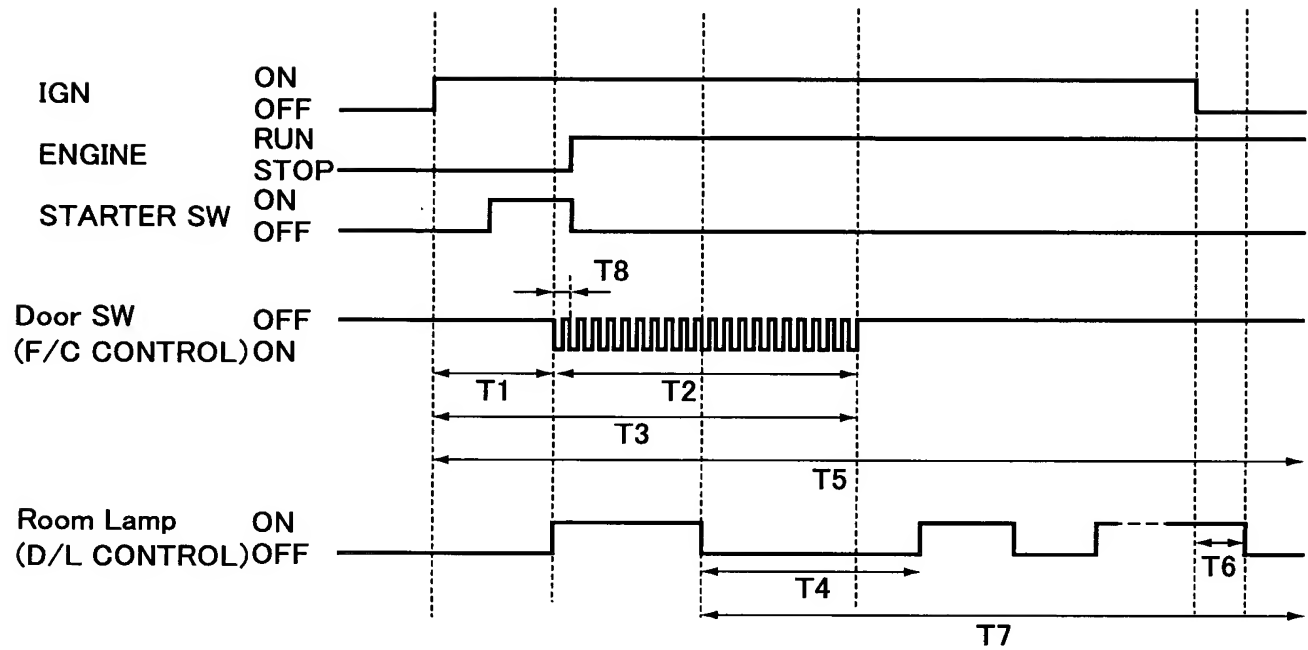 IGN ON
OFF
ENGINE RUN
STOP
STARTER SW ON
OFF
T8
Door SW OFF
(F/C CONTROL) ON
T1 T2
T3
T5
Room Lamp ON
(D/L CONTROL) OFF
T4 T6
T7